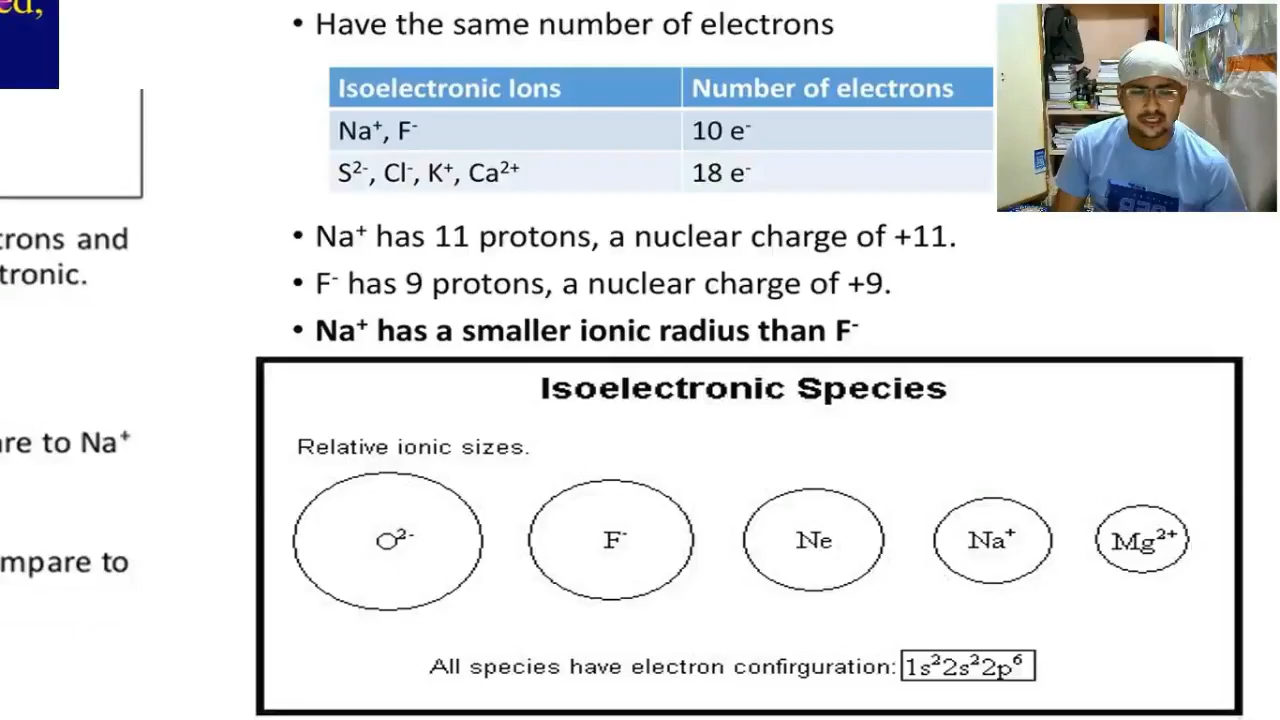 ed,
trons and
tronic.
are to Na⁺
ompare to
• Have the same number of electrons
Isoelectronic Ions Number of electrons
Na⁺, F⁻ 10 e⁻
S²⁻, Cl⁻, K⁺, Ca²⁺ 18 e⁻
• Na⁺ has 11 protons, a nuclear charge of +11.
• F⁻ has 9 protons, a nuclear charge of +9.
• Na⁺ has a smaller ionic radius than F⁻
Isoelectronic Species
Relative ionic sizes.
O²⁻ F⁻ Ne Na⁺ Mg²⁺
All species have electron confirguration: 1s²2s²2p⁶